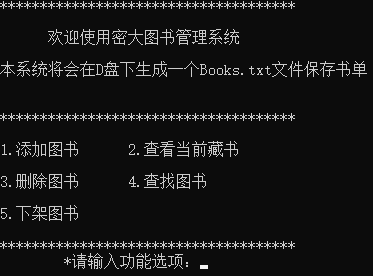 *************************************
欢迎使用密大图书管理系统
本系统将会在D盘下生成一个Books.txt文件保存书单
*************************************
1.添加图书 2.查看当前藏书
3.删除图书 4.查找图书
5.下架图书
*************************************
*请输入功能选项：